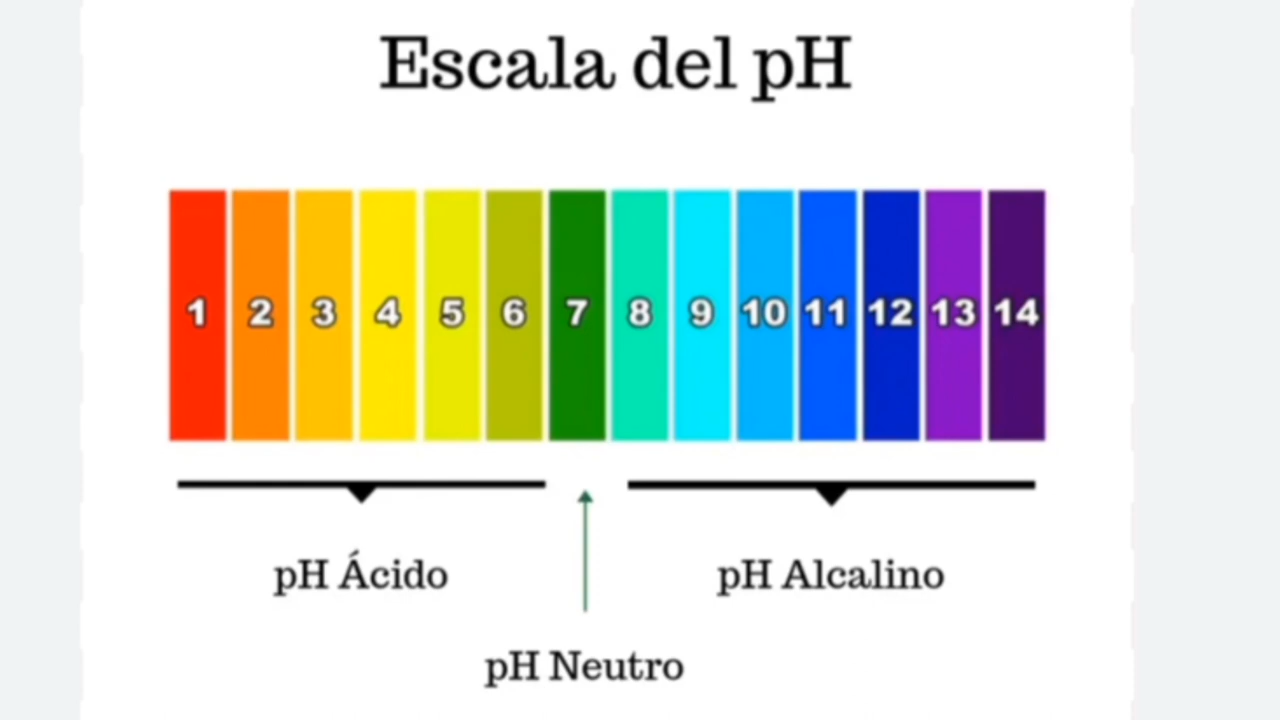 Escala del pH
1 2 3 4 5 6 7 8 9 10 11 12 13 14
pH Ácido
pH Alcalino
pH Neutro